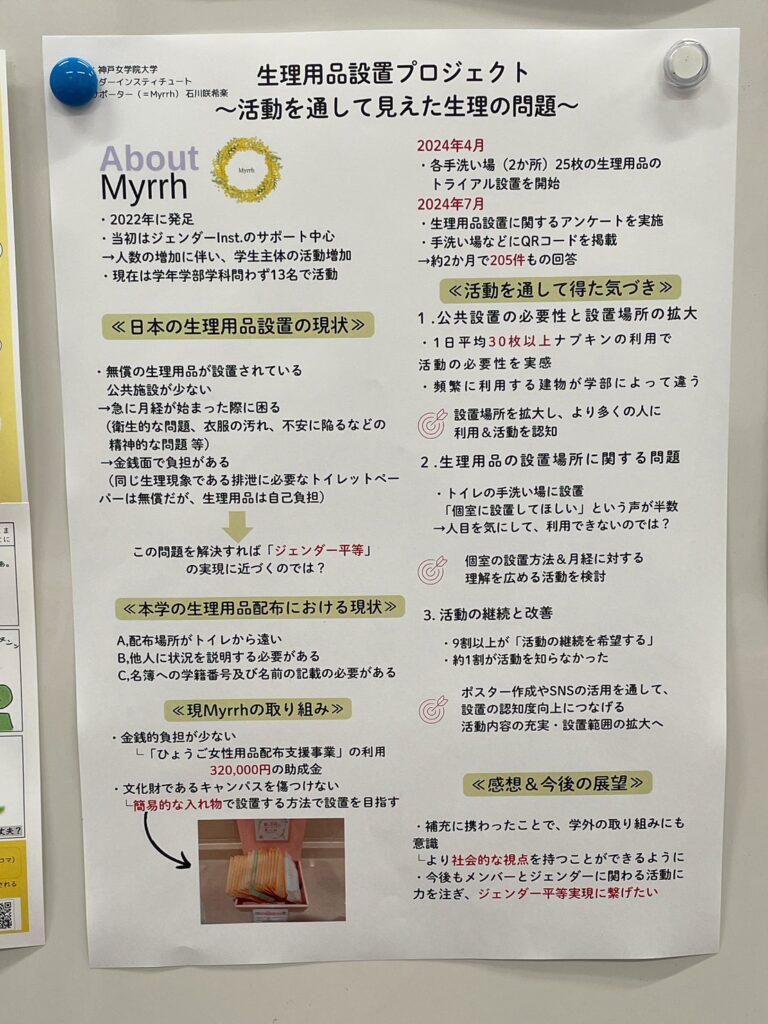 神戸女学院大学
ダーインスティチュート
サポーター（＝Myrrh） 石川咲希楽
生理用品設置プロジェクト
～活動を通して見えた生理の問題～
About
Myrrh
Myrrh
・2022年に発足
・当初はジェンダーInst.のサポート中心
→人数の増加に伴い、学生主体の活動増加
・現在は学年学部学科問わず13名で活動
≪日本の生理用品設置の現状≫
・無償の生理用品が設置されている
公共施設が少ない
→急に月経が始まった際に困る
（衛生的な問題、衣服の汚れ、不安に陥るなどの
精神的な問題 等）
→金銭面で負担がある
（同じ生理現象である排泄に必要なトイレットペー
パーは無償だが、生理用品は自己負担）
この問題を解決すれば「ジェンダー平等」
の実現に近づくのでは？
≪本学の生理用品配布における現状≫
A,配布場所がトイレから遠い
B,他人に状況を説明する必要がある
C,名簿への学籍番号及び名前の記載の必要がある
≪現Myrrhの取り組み≫
・金銭的負担が少ない
└「ひょうご女性用品配布支援事業」の利用
320,000円の助成金
・文化財であるキャンパスを傷つけない
└簡易的な入れ物で設置する方法で設置を目指す
2024年4月
・各手洗い場（2か所）25枚の生理用品の
トライアル設置を開始
2024年7月
・生理用品設置に関するアンケートを実施
・手洗い場などにQRコードを掲載
→約2か月で205件もの回答
≪活動を通して得た気づき≫
1.公共設置の必要性と設置場所の拡大
・1日平均30枚以上ナプキンの利用で
活動の必要性を実感
・頻繁に利用する建物が学部によって違う
設置場所を拡大し、より多くの人に
利用＆活動を認知
2.生理用品の設置場所に関する問題
・トイレの手洗い場に設置
「個室に設置してほしい」という声が半数
→人目を気にして、利用できないのでは？
個室の設置方法＆月経に対する
理解を広める活動を検討
3.活動の継続と改善
・9割以上が「活動の継続を希望する」
・約1割が活動を知らなかった
ポスター作成やSNSの活用を通して、
設置の認知度向上につなげる
活動内容の充実・設置範囲の拡大へ
≪感想＆今後の展望≫
・補充に携わったことで、学外の取り組みにも
意識
└より社会的な視点を持つことができるように
・今後もメンバーとジェンダーに関わる活動に
力を注ぎ、ジェンダー平等実現に繋げたい